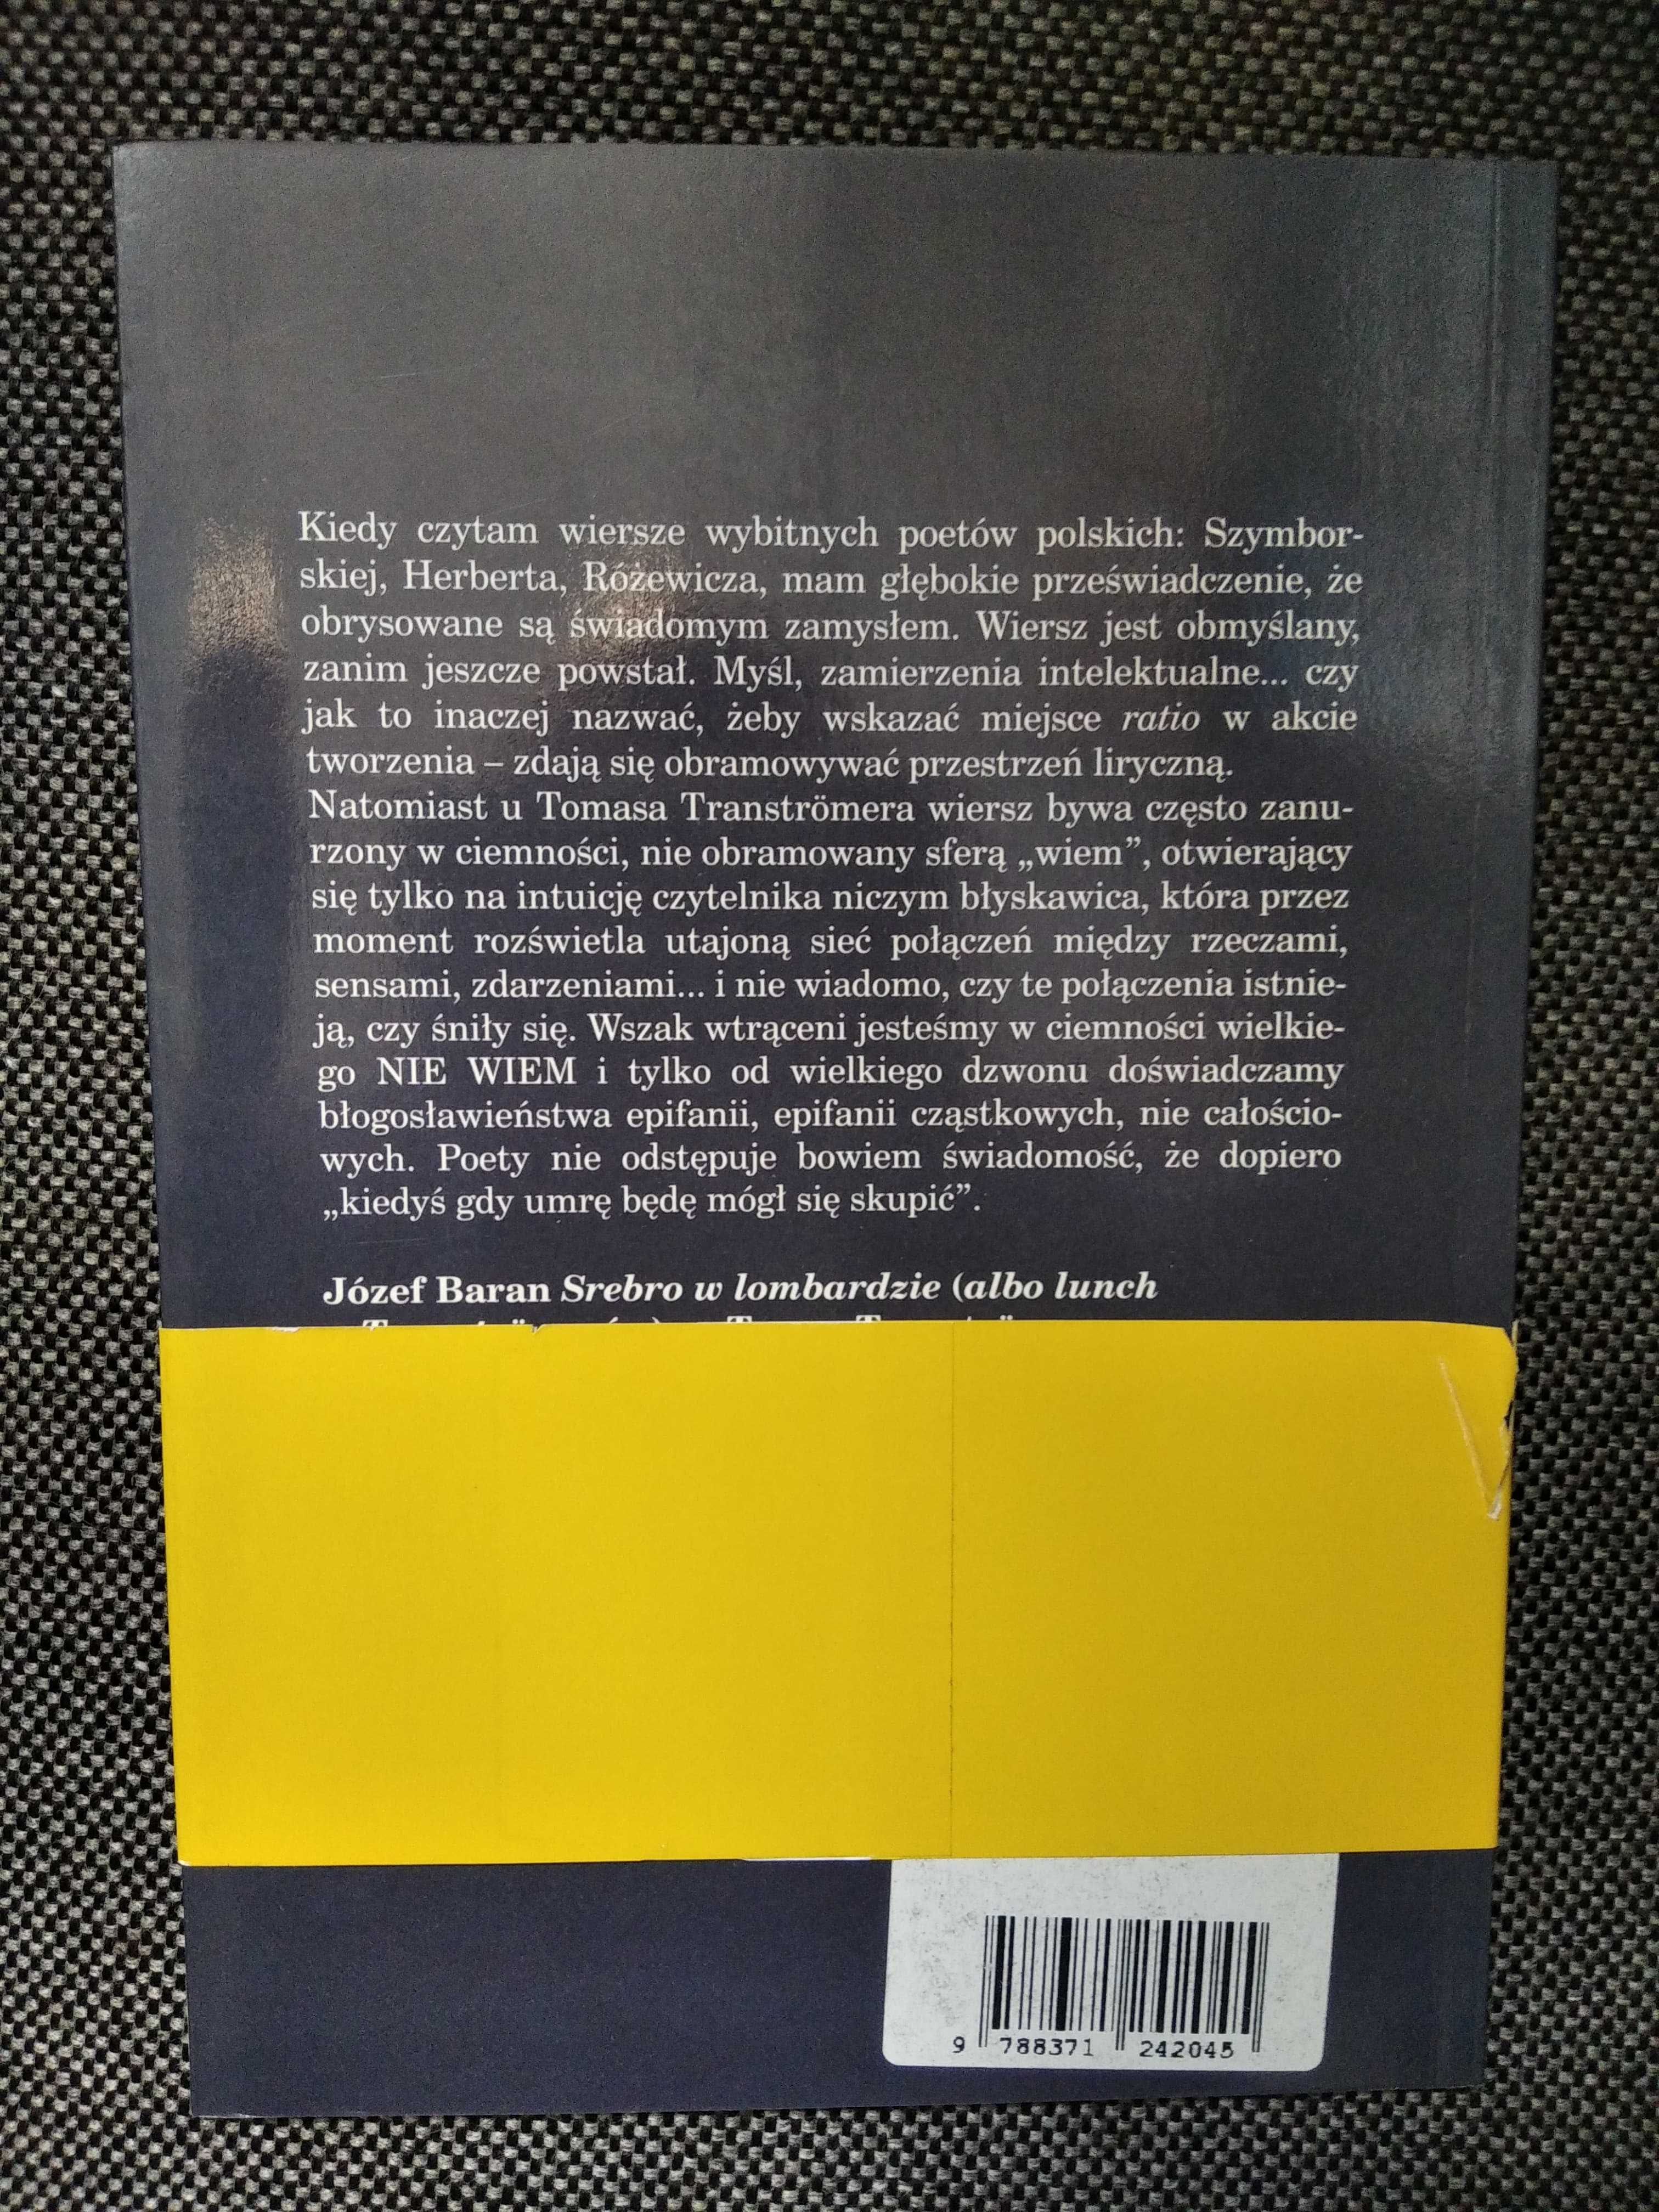 Kiedy czytam wiersze wybitnych poetów polskich: Szymbor-
skiej, Herberta, Różewicza, mam głębokie przeświadczenie, że
obrysowane są świadomym zamysłem. Wiersz jest obmyślany,
zanim jeszcze powstał. Myśl, zamierzenia intelektualne... czy
jak to inaczej nazwać, żeby wskazać miejsce ratio w akcie
tworzenia – zdają się obramowywać przestrzeń liryczną.
Natomiast u Tomasa Tranströmera wiersz bywa często zanu-
rzony w ciemności, nie obramowany sferą „wiem”, otwierający
się tylko na intuicję czytelnika niczym błyskawica, która przez
moment rozświetla utajoną sieć połączeń między rzeczami,
sensami, zdarzeniami... i nie wiadomo, czy te połączenia istnie-
ją, czy śniły się. Wszak wtrąceni jesteśmy w ciemności wielkie-
go NIE WIEM i tylko od wielkiego dzwonu doświadczamy
błogosławieństwa epifanii, epifanii cząstkowych, nie całościo-
wych. Poety nie odstępuje bowiem świadomość, że dopiero
„kiedyś gdy umrę będę mógł się skupić”.
Józef Baran Srebro w lombardzie (albo lunch
9 788371 242045